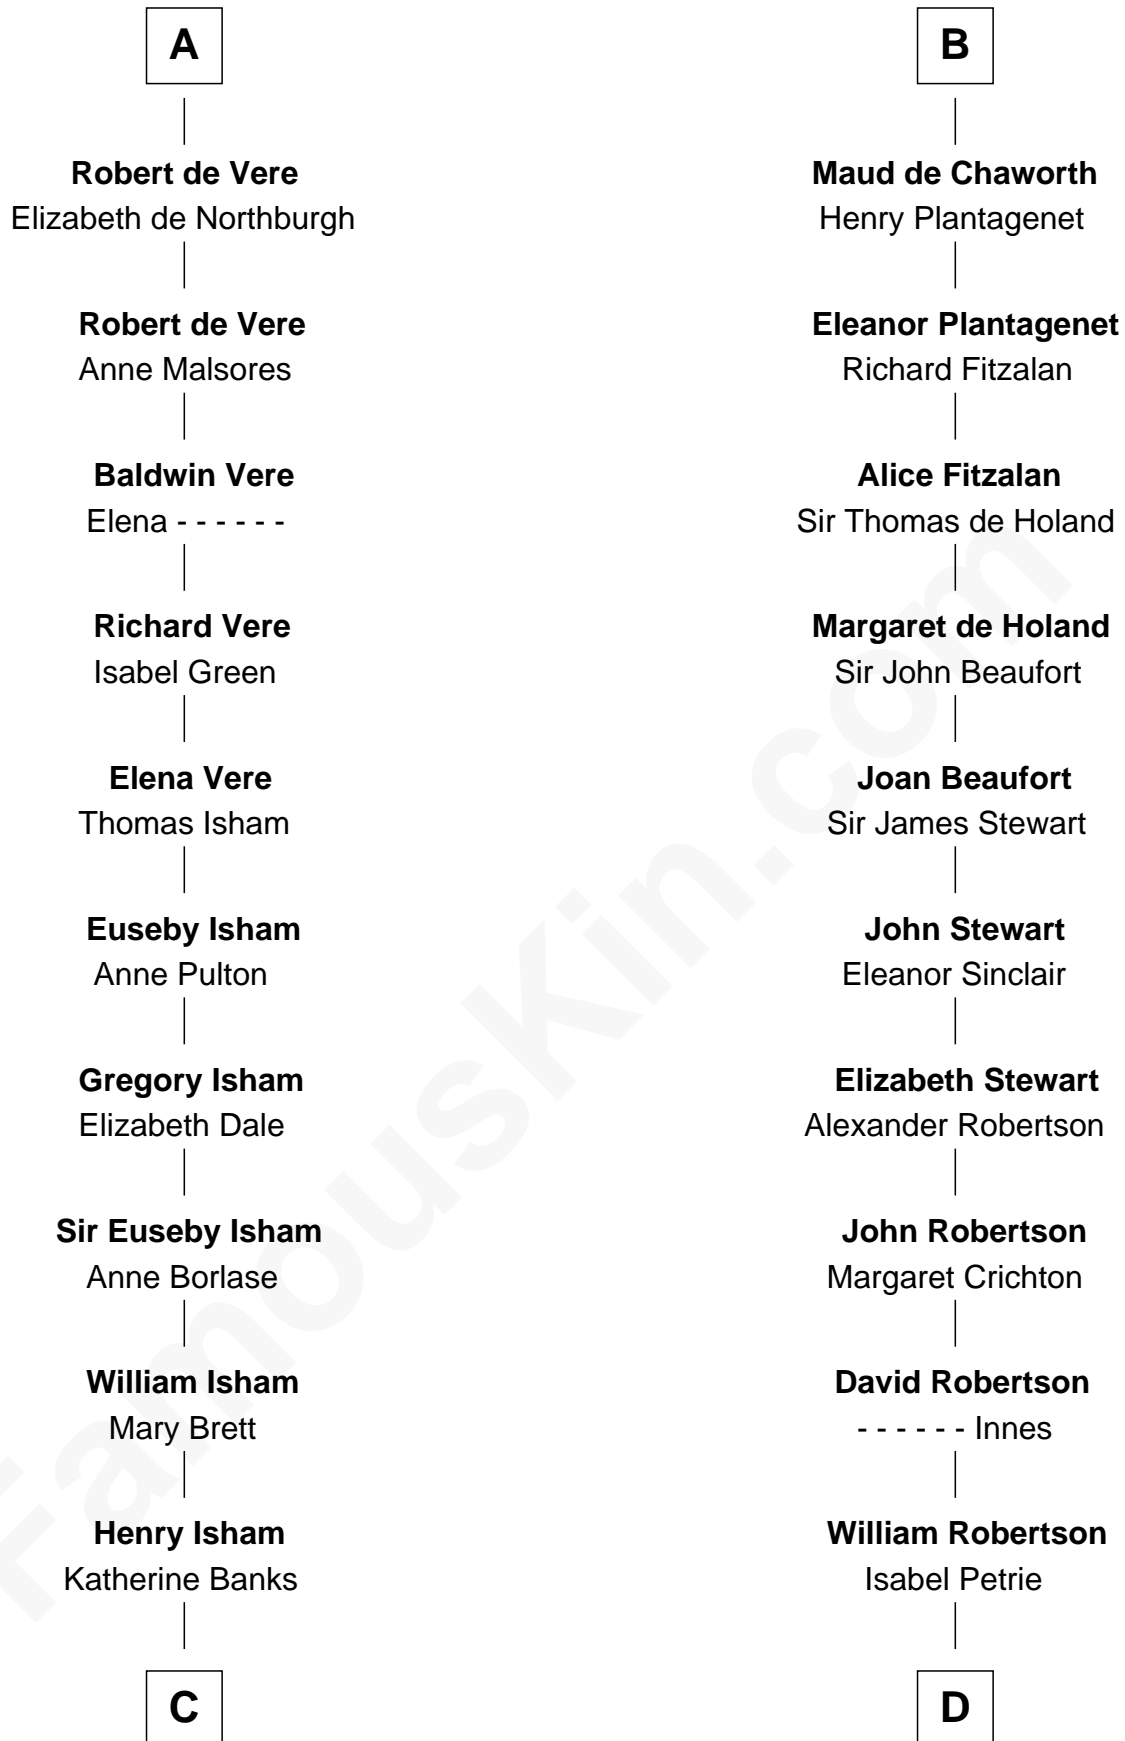 A
Robert de Vere
Elizabeth de Northburgh
Robert de Vere
Anne Malsores
Baldwin Vere
Elena - - - - - -
Richard Vere
Isabel Green
Elena Vere
Thomas Isham
Euseby Isham
Anne Pulton
Gregory Isham
Elizabeth Dale
Sir Euseby Isham
Anne Borlase
William Isham
Mary Brett
Henry Isham
Katherine Banks
C
B
Maud de Chaworth
Henry Plantagenet
Eleanor Plantagenet
Richard Fitzalan
Alice Fitzalan
Sir Thomas de Holand
Margaret de Holand
Sir John Beaufort
Joan Beaufort
Sir James Stewart
John Stewart
Eleanor Sinclair
Elizabeth Stewart
Alexander Robertson
John Robertson
Margaret Crichton
David Robertson
- - - - - - Innes
William Robertson
Isabel Petrie
D
FamousKin.com